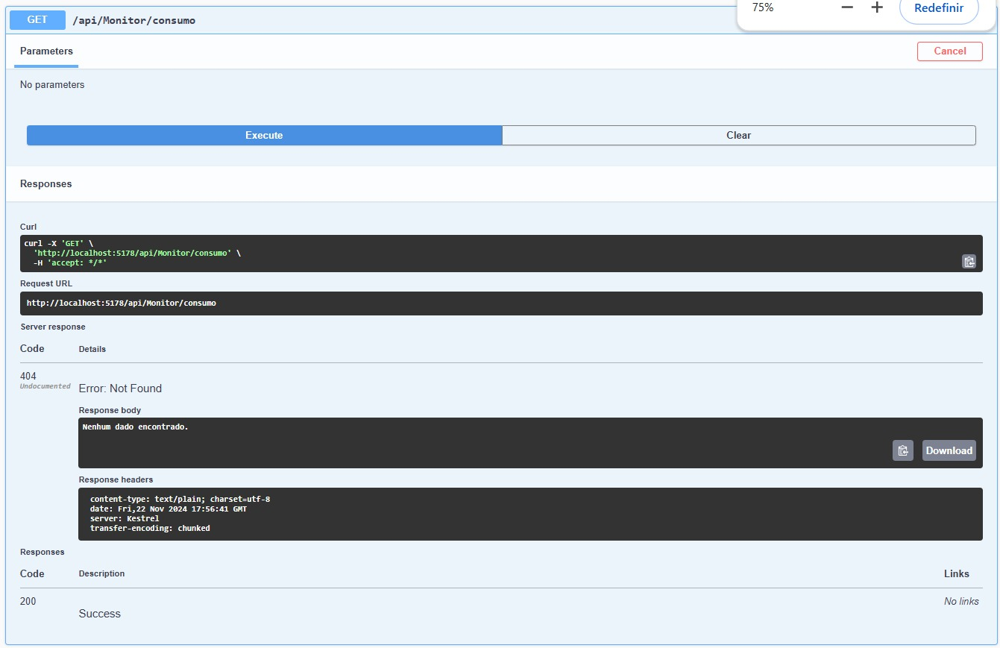 75%
Redefinir
GET /api/Monitor/consumo
Parameters
Cancel
No parameters
Execute
Clear
Responses
Curl
curl -X 'GET' \
'http://localhost:5178/api/Monitor/consumo' \
-H 'accept: */*'
Request URL
http://localhost:5178/api/Monitor/consumo
Server response
Code Details
404
Undocumented
Error: Not Found
Response body
Nenhum dado encontrado.
Download
Response headers
content-type: text/plain; charset=utf-8
date: Fri,22 Nov 2024 17:56:41 GMT
server: Kestrel
transfer-encoding: chunked
Responses
Code Description Links
200 No links
Success